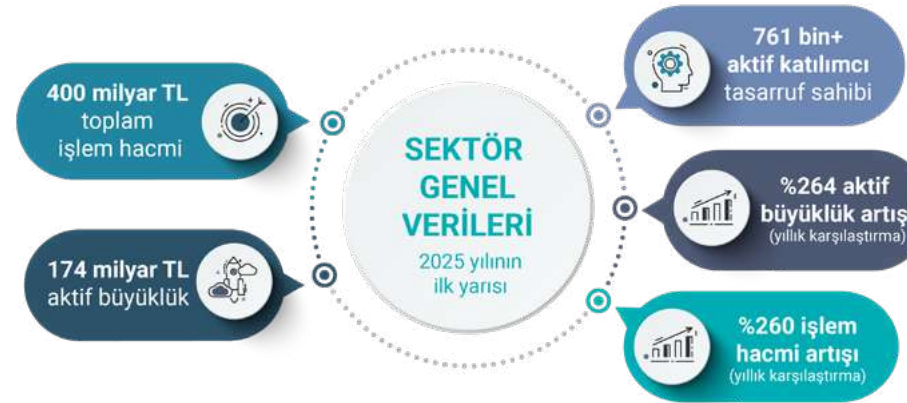 400 milyar TL
toplam
işlem hacmi
174 milyar TL
aktif büyüklük
SEKTÖR
GENEL
VERİLERİ
2025 yılının
ilk yarısı
761 bin+
aktif katılımcı
tasarruf sahibi
%264 aktif
büyüklük artış
(yıllık karşılaştırma)
%260 işlem
hacmi artışı
(yıllık karşılaştırma)